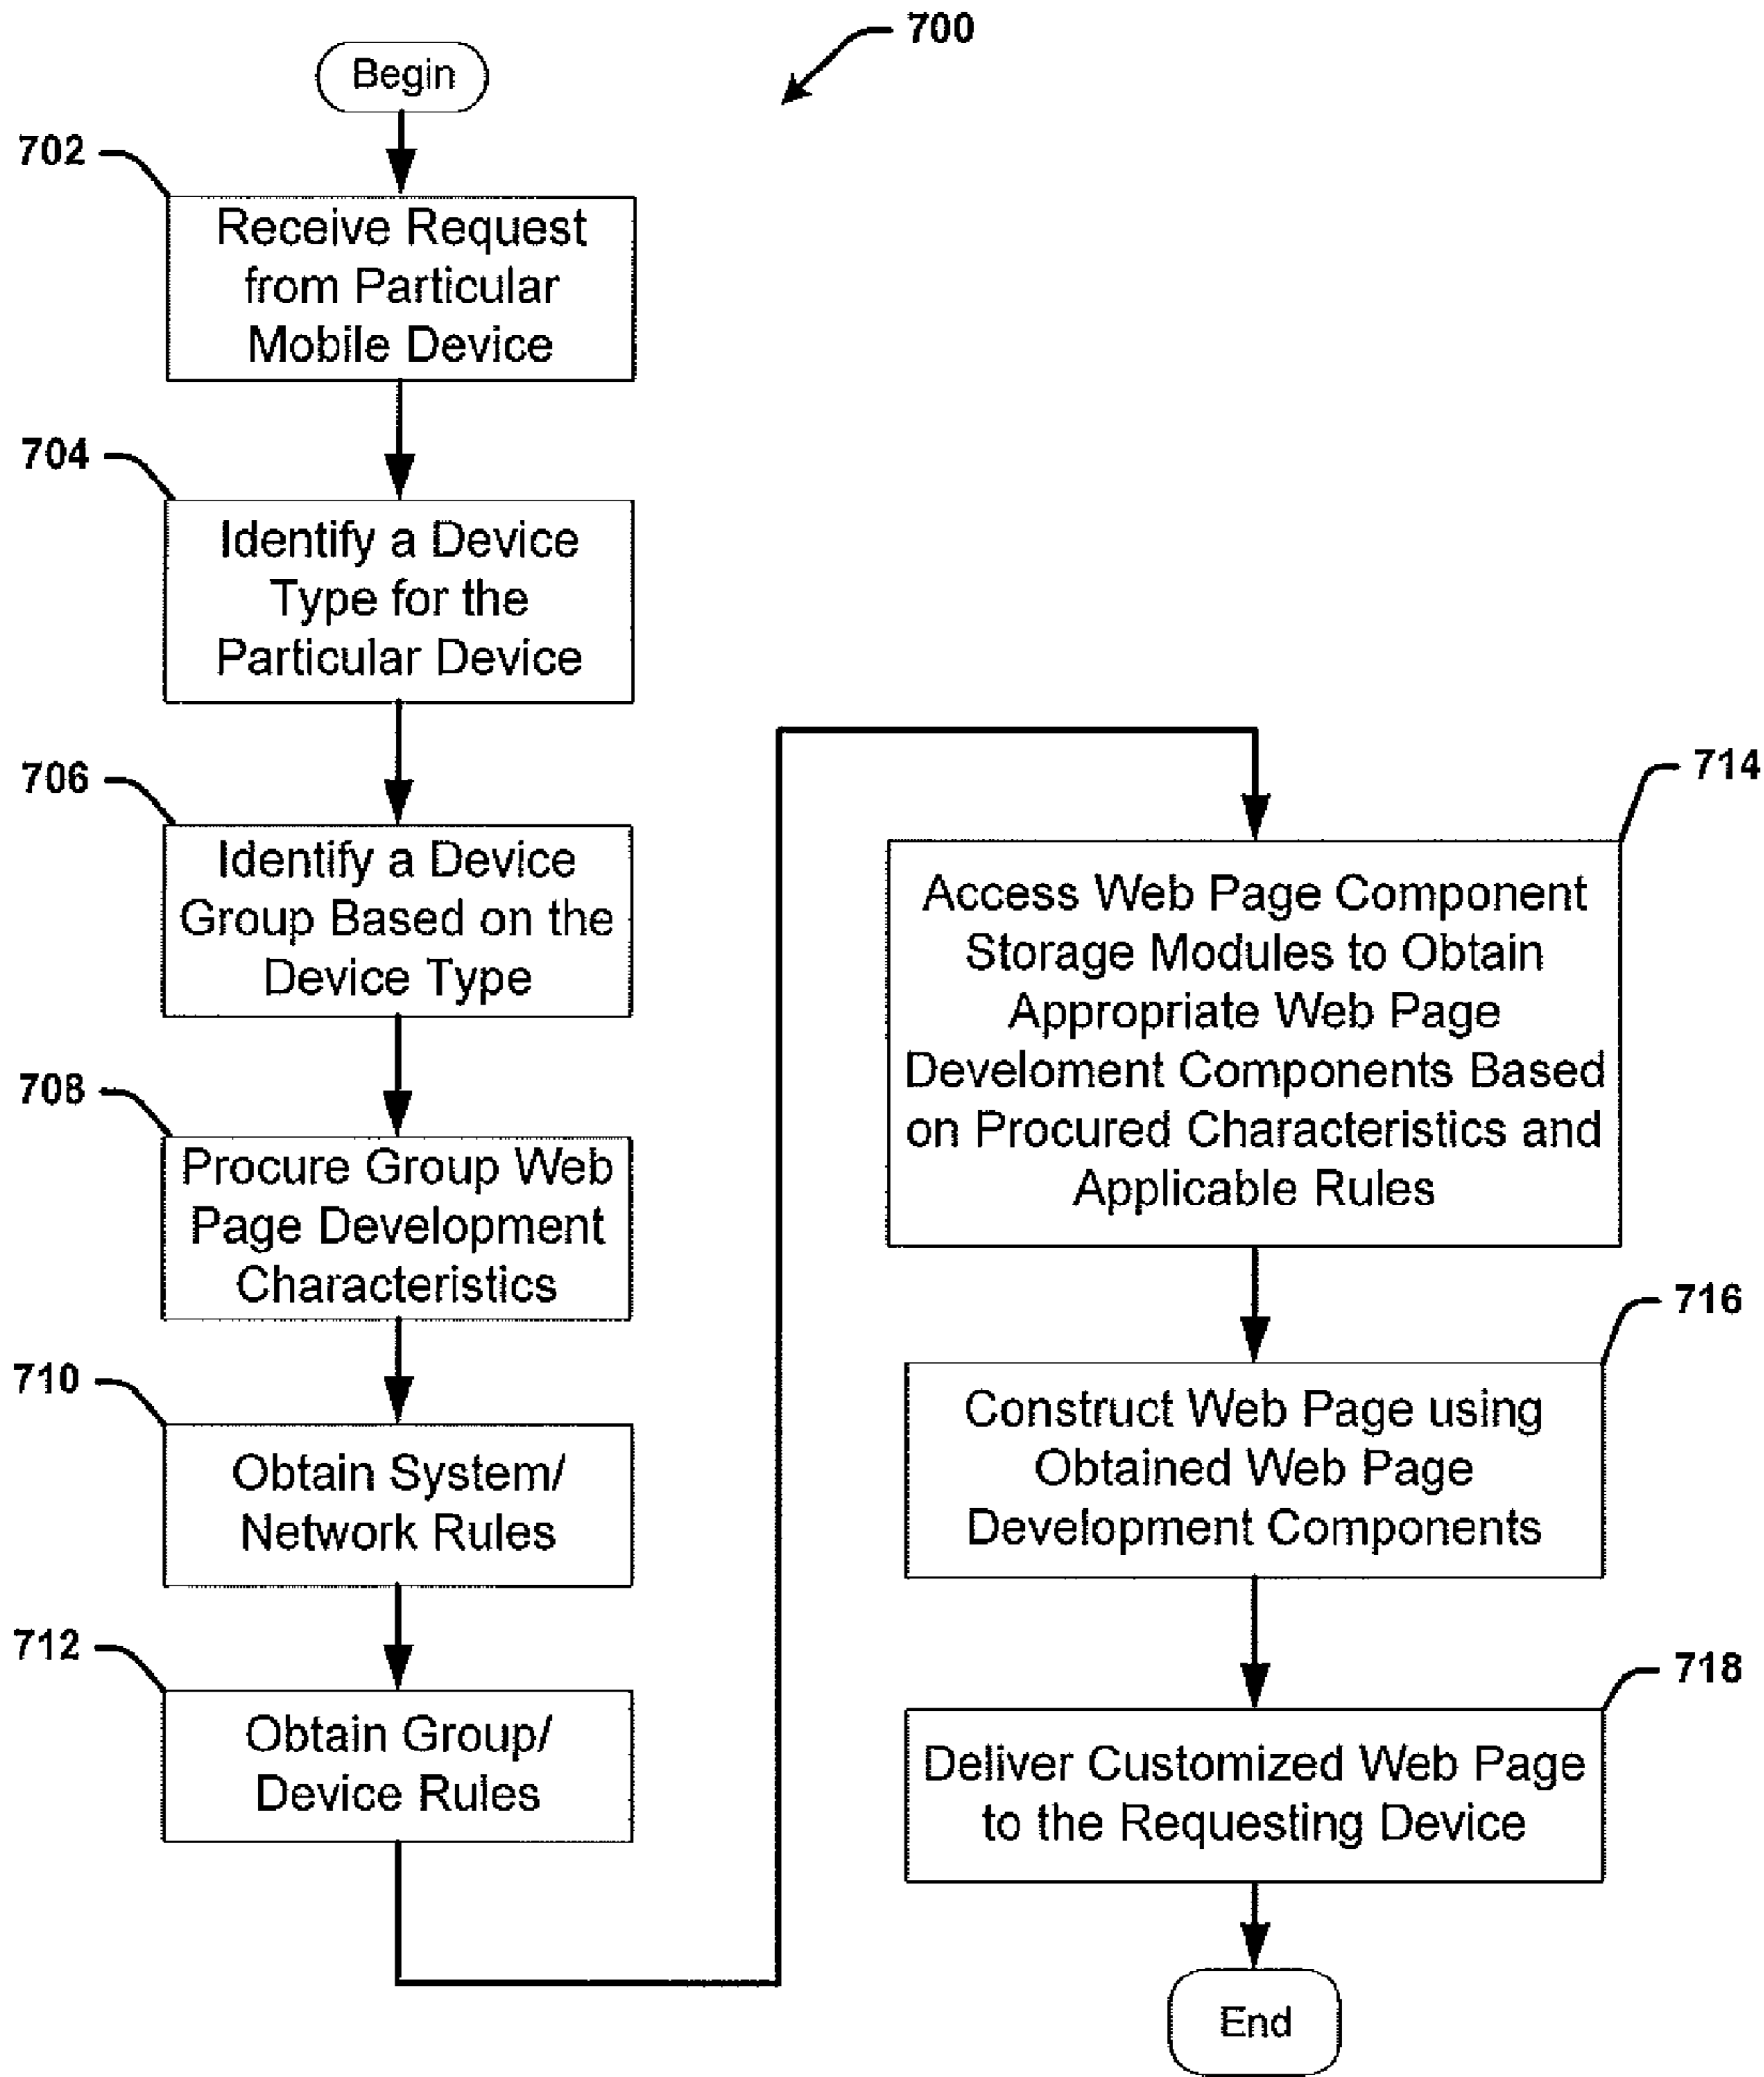 700
Begin
702
Receive Request
from Particular
Mobile Device
704
Identify a Device
Type for the
Particular Device
706
Identify a Device
Group Based on the
Device Type
708
Procure Group Web
Page Development
Characteristics
710
Obtain System/
Network Rules
712
Obtain Group/
Device Rules
714
Access Web Page Component
Storage Modules to Obtain
Appropriate Web Page
Develoment Components Based
on Procured Characteristics and
Applicable Rules
716
Construct Web Page using
Obtained Web Page
Development Components
718
Deliver Customized Web Page
to the Requesting Device
End